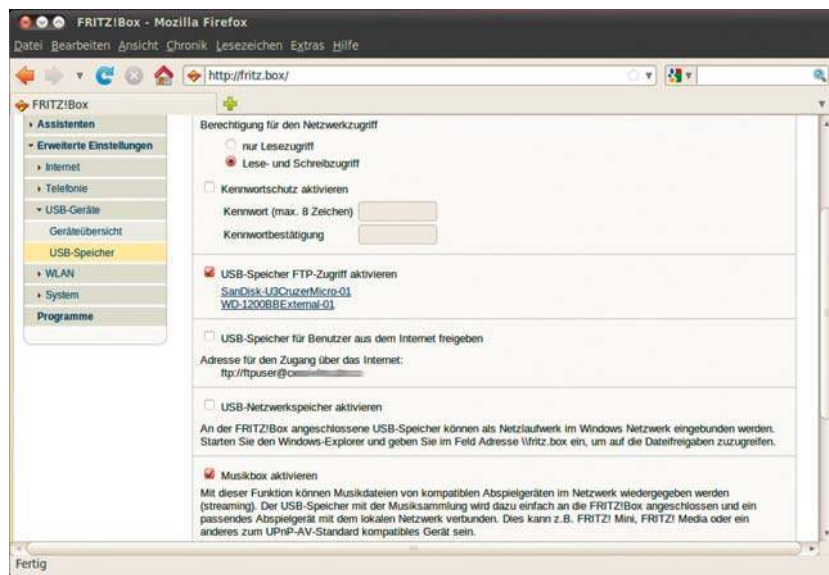 FRITZ!Box - Mozilla Firefox
Datei Bearbeiten Ansicht Chronik Lesezeichen Extras Hilfe
http://fritz.box/
FRITZ!Box
Assistenten
Erweiterte Einstellungen
Internet
Telefonie
USB-Geräte
Geräteübersicht
USB-Speicher
WLAN
System
Programme
Berechtigung für den Netzwerkzugriff
nur Lesezugriff
Lese- und Schreibzugriff
Kennwortschutz aktivieren
Kennwort (max. 8 Zeichen)
Kennwortbestätigung
USB-Speicher FTP-Zugriff aktivieren
SanDisk-U3CruzerMicro-01
WD-1200BBExternal-01
USB-Speicher für Benutzer aus dem Internet freigeben
Adresse für den Zugang über das Internet:
ftp://ftpuser@
USB-Netzwerkspeicher aktivieren
An der FRITZ!Box angeschlossene USB-Speicher können als Netzlaufwerk im Windows Netzwerk eingebunden werden.
Starten Sie den Windows-Explorer und geben Sie im Feld Adresse \\fritz.box ein, um auf die Dateifreigaben zuzugreifen.
Musikbox aktivieren
Mit dieser Funktion können Musikdateien von kompatiblen Abspielgeräten im Netzwerk wiedergegeben werden
(streaming). Der USB-Speicher mit der Musiksammlung wird dazu einfach an die FRITZ!Box angeschlossen und ein
passendes Abspielgerät mit dem lokalen Netzwerk verbunden. Dies kann z.B. FRITZ! Mini, FRITZ! Media oder ein
anderes zum UPnP-AV-Standard kompatibles Gerät sein.
Fertig